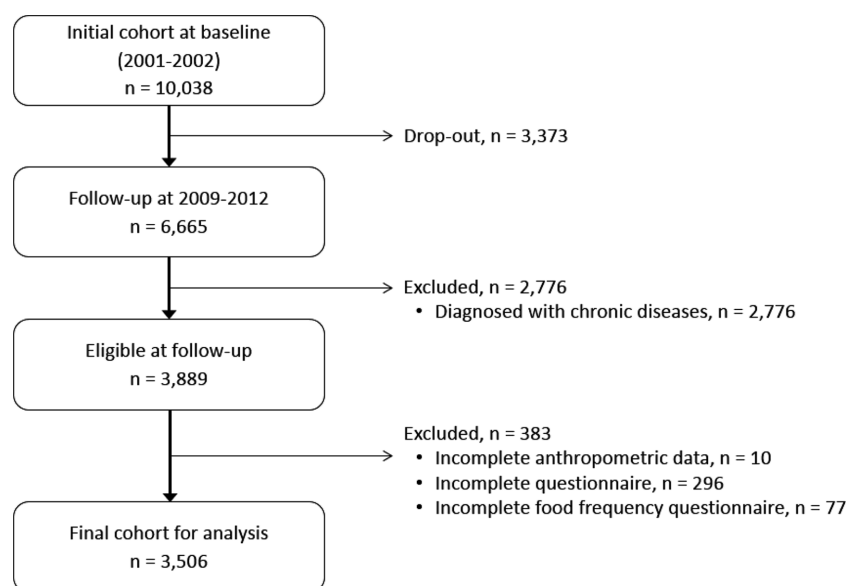 Initial cohort at baseline
(2001-2002)
n = 10,038
Drop-out, n = 3,373
Follow-up at 2009-2012
n = 6,665
Excluded, n = 2,776
• Diagnosed with chronic diseases, n = 2,776
Eligible at follow-up
n = 3,889
Excluded, n = 383
• Incomplete anthropometric data, n = 10
• Incomplete questionnaire, n = 296
• Incomplete food frequency questionnaire, n = 77
Final cohort for analysis
n = 3,506